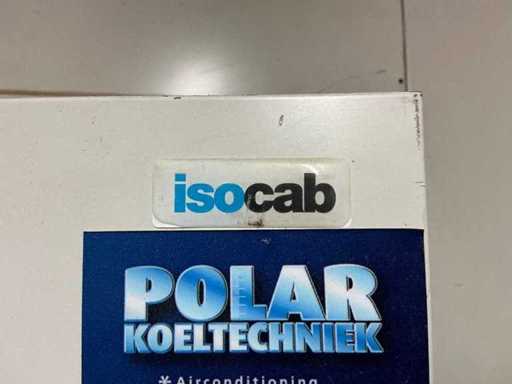 isocab
POLAR
KOELTECHNIEK
* Airconditioning